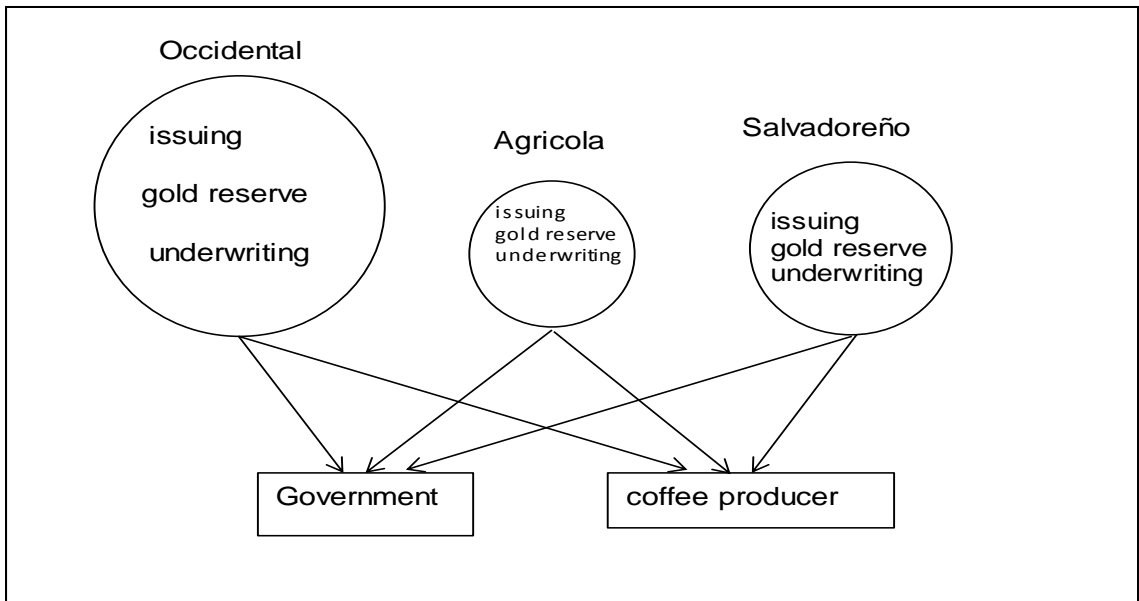 Occidental
issuing
gold reserve
underwriting
Agricola
issuing
gold reserve
underwriting
Salvadoreño
issuing
gold reserve
underwriting
Government
coffee producer